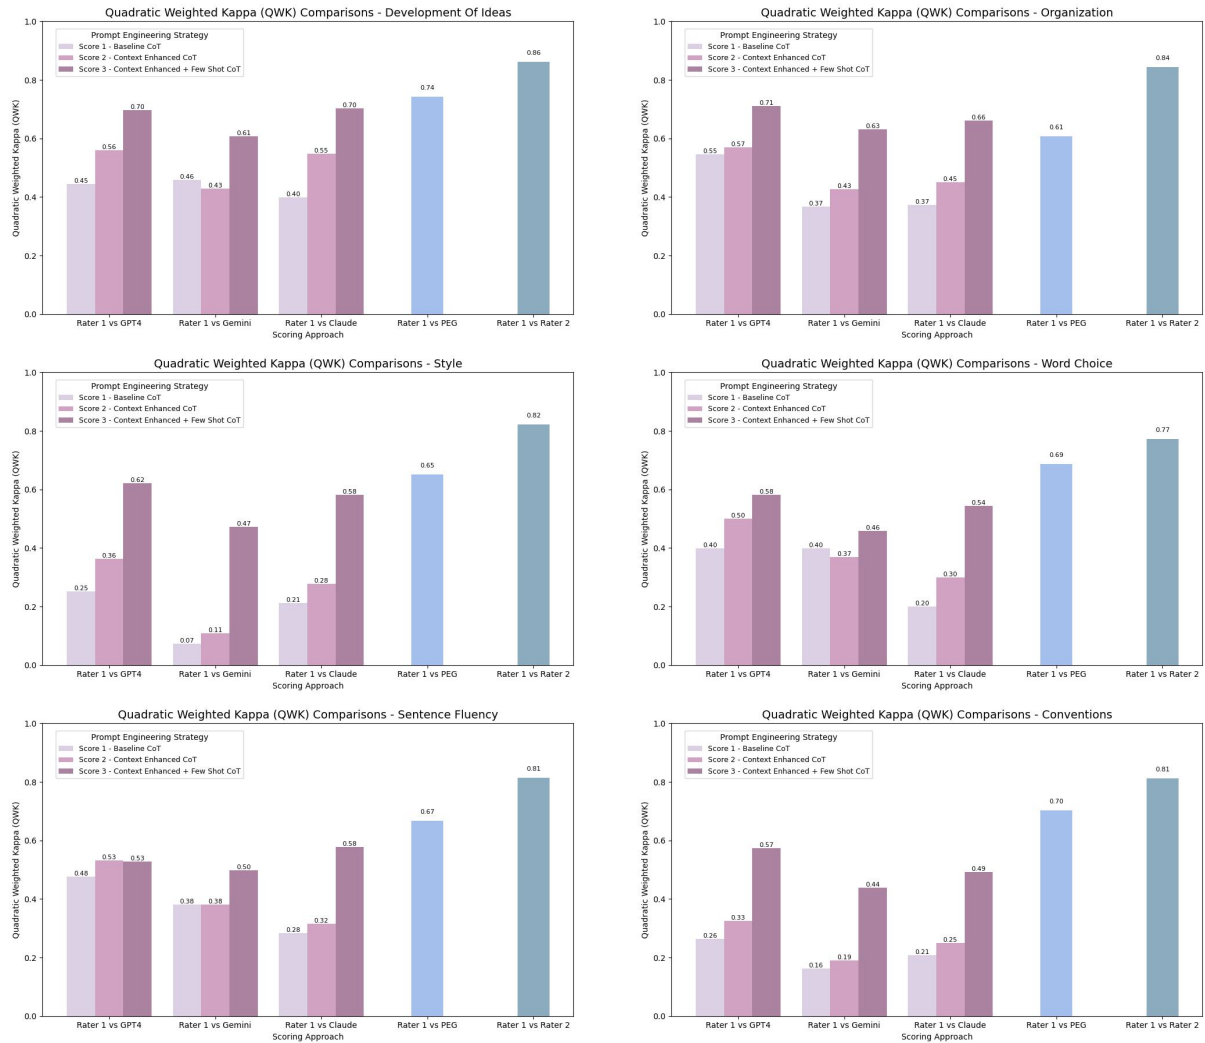 Quadratic Weighted Kappa (QWK) Comparisons - Development Of Ideas
Quadratic Weighted Kappa (QWK)
1.0
0.8
0.6
0.4
0.2
0.0
Prompt Engineering Strategy
Score 1 - Baseline CoT
Score 2 - Context Enhanced CoT
Score 3 - Context Enhanced + Few Shot CoT
0.45
0.56
0.70
0.46
0.43
0.61
0.40
0.55
0.70
0.74
0.86
Rater 1 vs GPT4
Rater 1 vs Gemini
Rater 1 vs Claude
Rater 1 vs PEG
Rater 1 vs Rater 2
Scoring Approach
Quadratic Weighted Kappa (QWK) Comparisons - Organization
Quadratic Weighted Kappa (QWK)
1.0
0.8
0.6
0.4
0.2
0.0
Prompt Engineering Strategy
Score 1 - Baseline CoT
Score 2 - Context Enhanced CoT
Score 3 - Context Enhanced + Few Shot CoT
0.55
0.57
0.71
0.37
0.43
0.63
0.37
0.45
0.66
0.61
0.84
Rater 1 vs GPT4
Rater 1 vs Gemini
Rater 1 vs Claude
Rater 1 vs PEG
Rater 1 vs Rater 2
Scoring Approach
Quadratic Weighted Kappa (QWK) Comparisons - Style
Quadratic Weighted Kappa (QWK)
1.0
0.8
0.6
0.4
0.2
0.0
Prompt Engineering Strategy
Score 1 - Baseline CoT
Score 2 - Context Enhanced CoT
Score 3 - Context Enhanced + Few Shot CoT
0.25
0.36
0.62
0.07
0.11
0.47
0.21
0.28
0.58
0.65
0.82
Rater 1 vs GPT4
Rater 1 vs Gemini
Rater 1 vs Claude
Rater 1 vs PEG
Rater 1 vs Rater 2
Scoring Approach
Quadratic Weighted Kappa (QWK) Comparisons - Word Choice
Quadratic Weighted Kappa (QWK)
1.0
0.8
0.6
0.4
0.2
0.0
Prompt Engineering Strategy
Score 1 - Baseline CoT
Score 2 - Context Enhanced CoT
Score 3 - Context Enhanced + Few Shot CoT
0.40
0.50
0.58
0.40
0.37
0.46
0.20
0.30
0.54
0.69
0.77
Rater 1 vs GPT4
Rater 1 vs Gemini
Rater 1 vs Claude
Rater 1 vs PEG
Rater 1 vs Rater 2
Scoring Approach
Quadratic Weighted Kappa (QWK) Comparisons - Sentence Fluency
Quadratic Weighted Kappa (QWK)
1.0
0.8
0.6
0.4
0.2
0.0
Prompt Engineering Strategy
Score 1 - Baseline CoT
Score 2 - Context Enhanced CoT
Score 3 - Context Enhanced + Few Shot CoT
0.48
0.53
0.53
0.38
0.38
0.50
0.28
0.32
0.58
0.67
0.81
Rater 1 vs GPT4
Rater 1 vs Gemini
Rater 1 vs Claude
Rater 1 vs PEG
Rater 1 vs Rater 2
Scoring Approach
Quadratic Weighted Kappa (QWK) Comparisons - Conventions
Quadratic Weighted Kappa (QWK)
1.0
0.8
0.6
0.4
0.2
0.0
Prompt Engineering Strategy
Score 1 - Baseline CoT
Score 2 - Context Enhanced CoT
Score 3 - Context Enhanced + Few Shot CoT
0.26
0.33
0.57
0.16
0.19
0.44
0.21
0.25
0.49
0.70
0.81
Rater 1 vs GPT4
Rater 1 vs Gemini
Rater 1 vs Claude
Rater 1 vs PEG
Rater 1 vs Rater 2
Scoring Approach